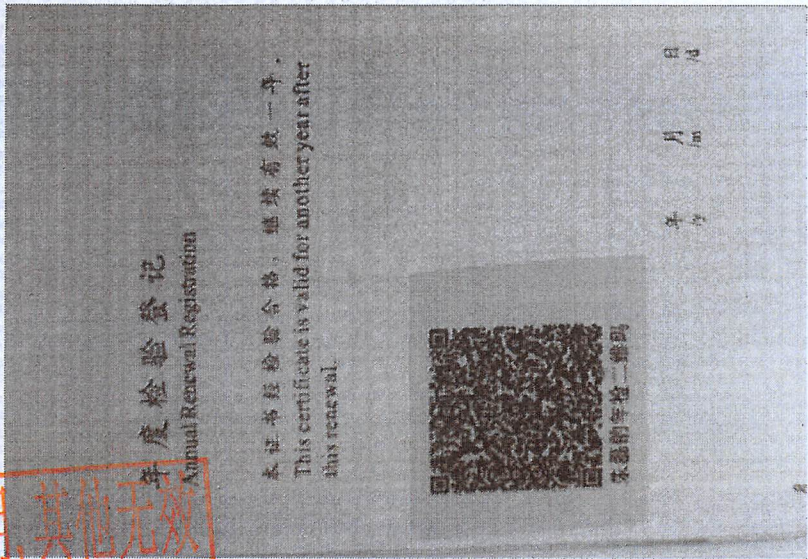 年度检验登记
Annual Renewal Registration
本证书经检验合格，继续有效一年。
This certificate is valid for another year after
this renewal.
年检二维码
年 月 日
/y /m /d
其他无效